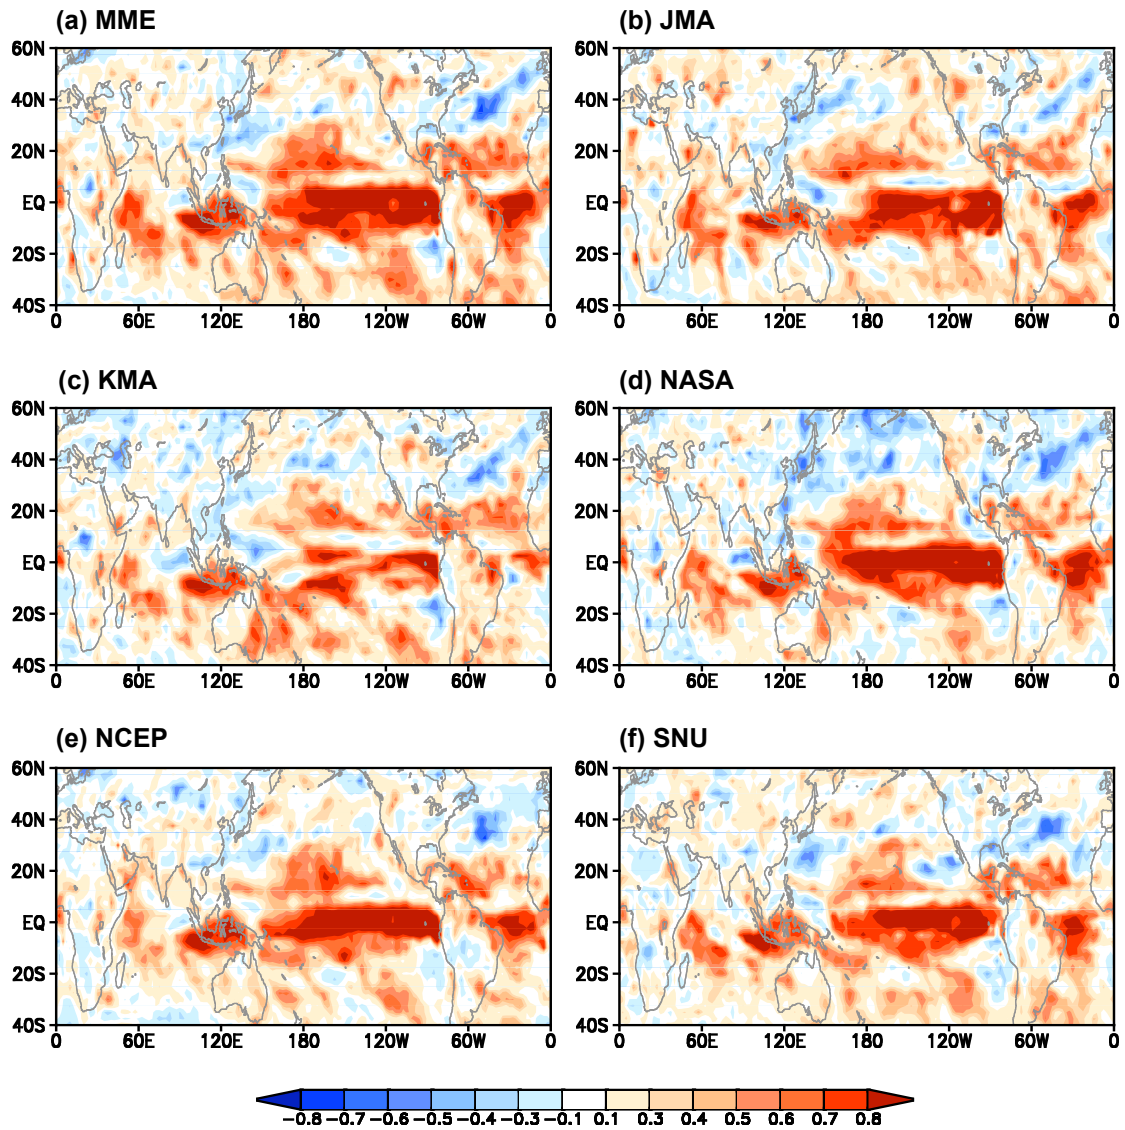 (a) MME
(b) JMA
60N
40N
20N
EQ
20S
40S
0 60E 120E 180 120W 60W 0
60N
40N
20N
EQ
20S
40S
0 60E 120E 180 120W 60W 0
(c) KMA
(d) NASA
60N
40N
20N
EQ
20S
40S
0 60E 120E 180 120W 60W 0
60N
40N
20N
EQ
20S
40S
0 60E 120E 180 120W 60W 0
(e) NCEP
(f) SNU
60N
40N
20N
EQ
20S
40S
0 60E 120E 180 120W 60W 0
60N
40N
20N
EQ
20S
40S
0 60E 120E 180 120W 60W 0
-0.8 -0.7 -0.6 -0.5 -0.4 -0.3 -0.1 0.1 0.3 0.4 0.5 0.6 0.7 0.8